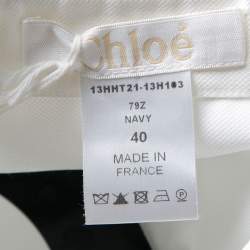 Chloé
13HHT21-13H103
79Z
NAVY
40
MADE IN
FRANCE